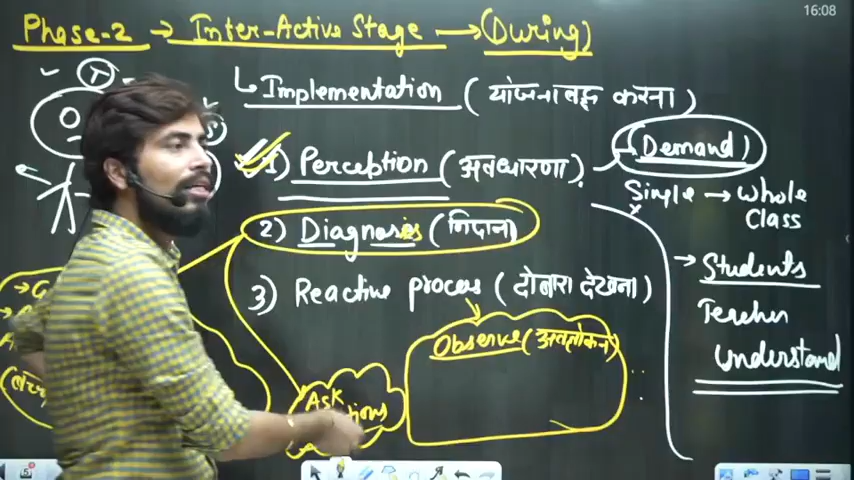 16:08
Phase-2 → Inter-Active Stage → (During)
T
Implementation (योजनाबद्ध करना)
1) Perception (अवधारणा). (Demand)
Simple → Whole
Class
2) Diagnosis (निदान)
→ Students
3) Reactive process (दोबारा देखना)
Teacher
Understand
Observe (अवलोकन)
Ask